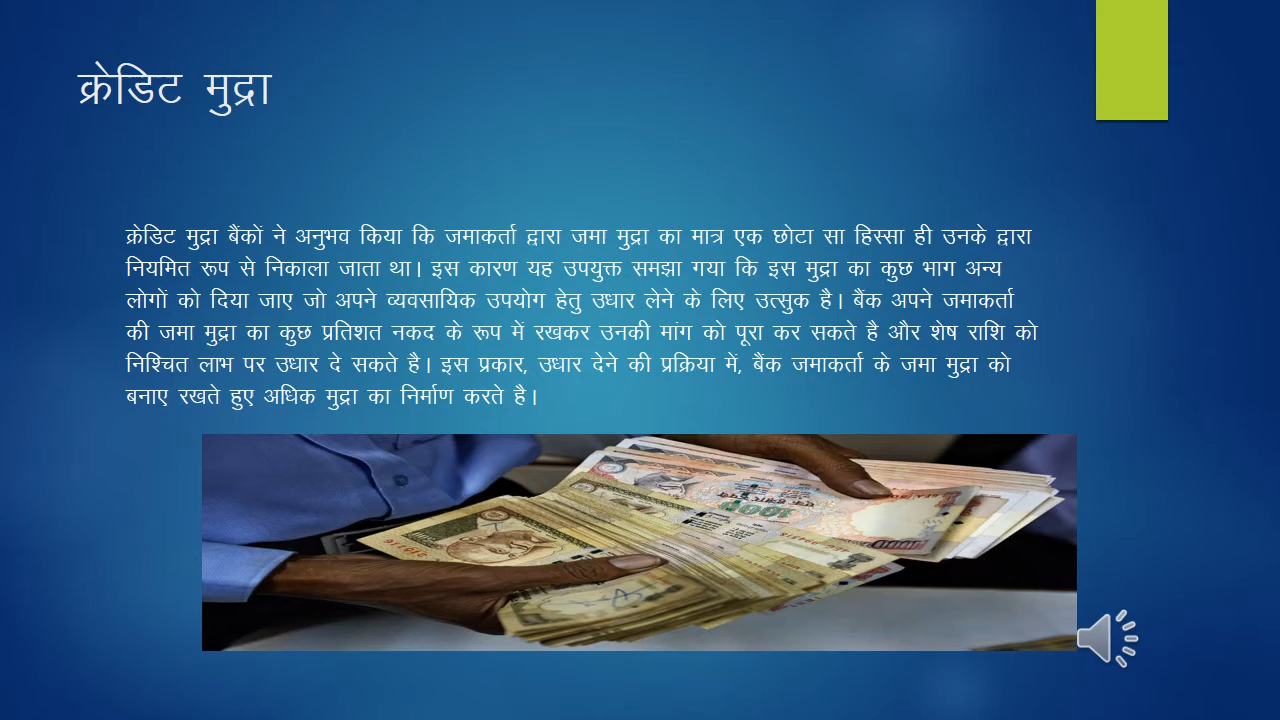 क्रेडिट मुद्रा
क्रेडिट मुद्रा बैंकों ने अनुभव किया कि जमाकर्ता द्वारा जमा मुद्रा का मात्र एक छोटा सा हिस्सा ही उनके द्वारा
नियमित रूप से निकाला जाता था। इस कारण यह उपयुक्त समझा गया कि इस मुद्रा का कुछ भाग अन्य
लोगों को दिया जाए जो अपने व्यवसायिक उपयोग हेतु उधार लेने के लिए उत्सुक है। बैंक अपने जमाकर्ता
की जमा मुद्रा का कुछ प्रतिशत नकद के रूप में रखकर उनकी मांग को पूरा कर सकते है और शेष राशि को
निश्चित लाभ पर उधार दे सकते है। इस प्रकार, उधार देने की प्रक्रिया में, बैंक जमाकर्ता के जमा मुद्रा को
बनाए रखते हुए अधिक मुद्रा का निर्माण करते है।
1000